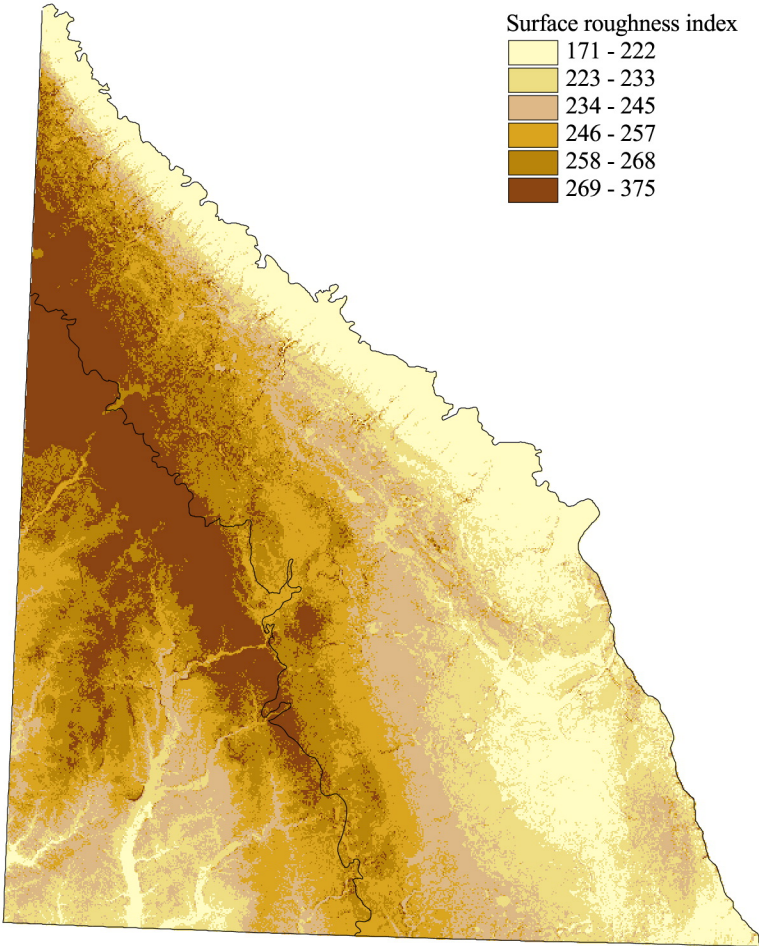 Surface roughness index
171 - 222
223 - 233
234 - 245
246 - 257
258 - 268
269 - 375